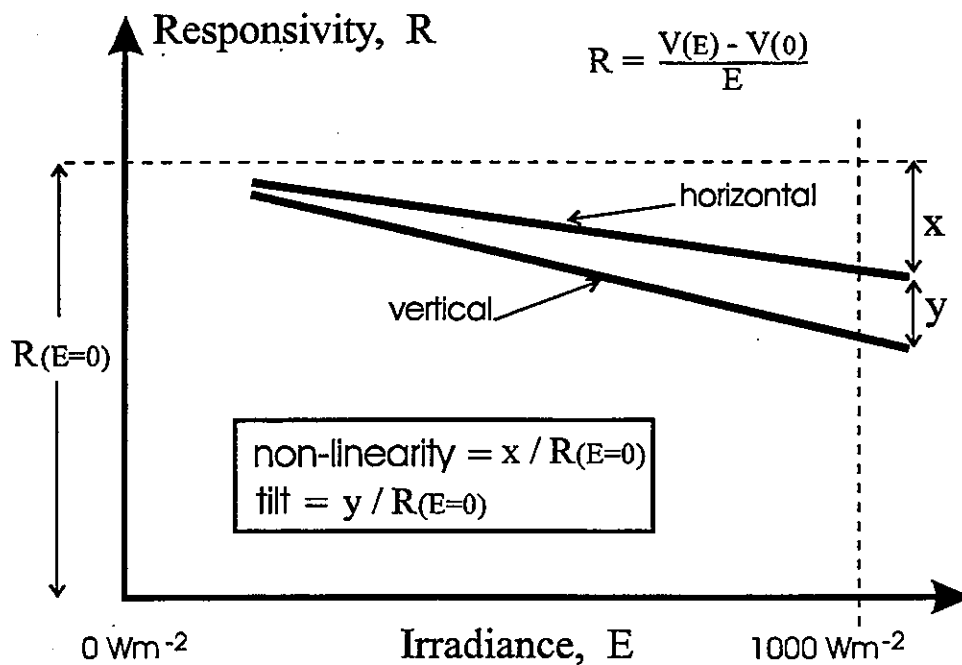 Responsivity, R
R = V(E) - V(0)
E
horizontal
x
vertical
y
R(E=0)
non-linearity = x / R(E=0)
tilt = y / R(E=0)
0 Wm-2
Irradiance, E
1000 Wm-2